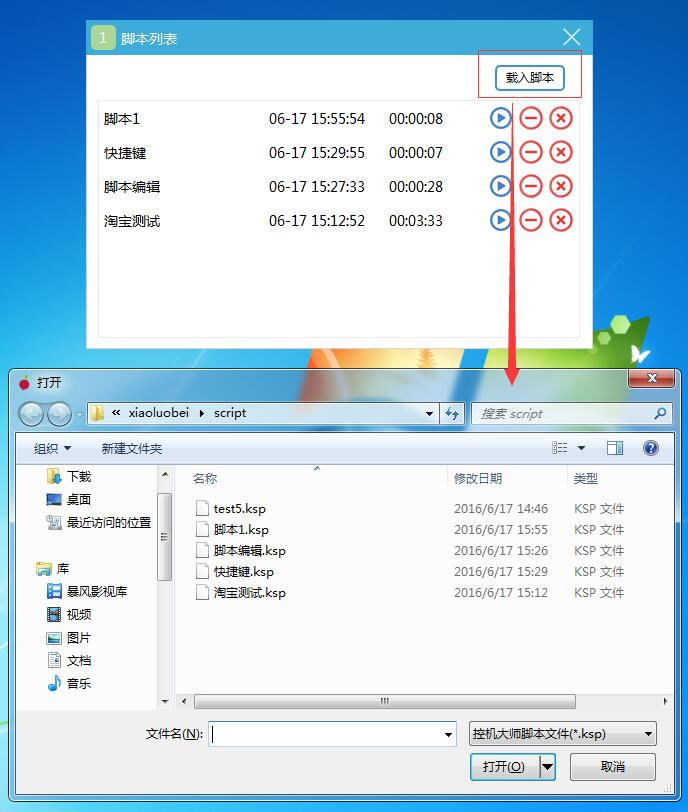 1 脚本列表
载入脚本
脚本1 06-17 15:55:54 00:00:08
快捷键 06-17 15:29:55 00:00:07
脚本编辑 06-17 15:27:33 00:00:28
淘宝测试 06-17 15:12:52 00:03:33
打开
« xiaoluobei script
搜索 script
组织 新建文件夹
下载
桌面
最近访问的位置
库
暴风影视库
视频
图片
文档
音乐
名称 修改日期 类型
test5.ksp 2016/6/17 14:46 KSP 文件
脚本1.ksp 2016/6/17 15:55 KSP 文件
脚本编辑.ksp 2016/6/17 15:26 KSP 文件
快捷键.ksp 2016/6/17 15:29 KSP 文件
淘宝测试.ksp 2016/6/17 15:12 KSP 文件
文件名(N): 控机大师脚本文件(*.ksp)
打开(O) 取消